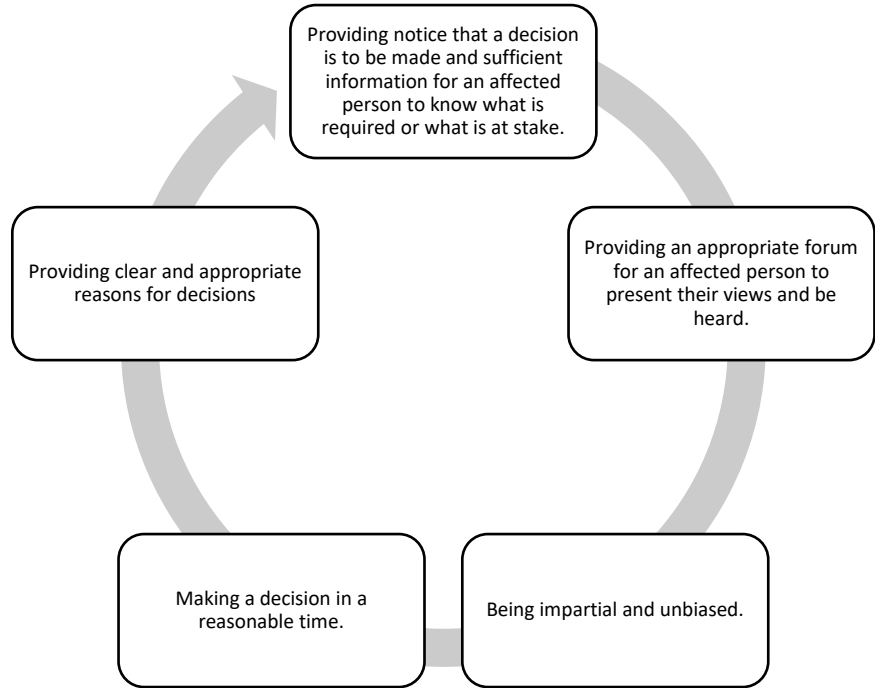 Providing notice that a decision
is to be made and sufficient
information for an affected
person to know what is
required or what is at stake.
Providing an appropriate forum
for an affected person to
present their views and be
heard.
Being impartial and unbiased.
Making a decision in a
reasonable time.
Providing clear and appropriate
reasons for decisions